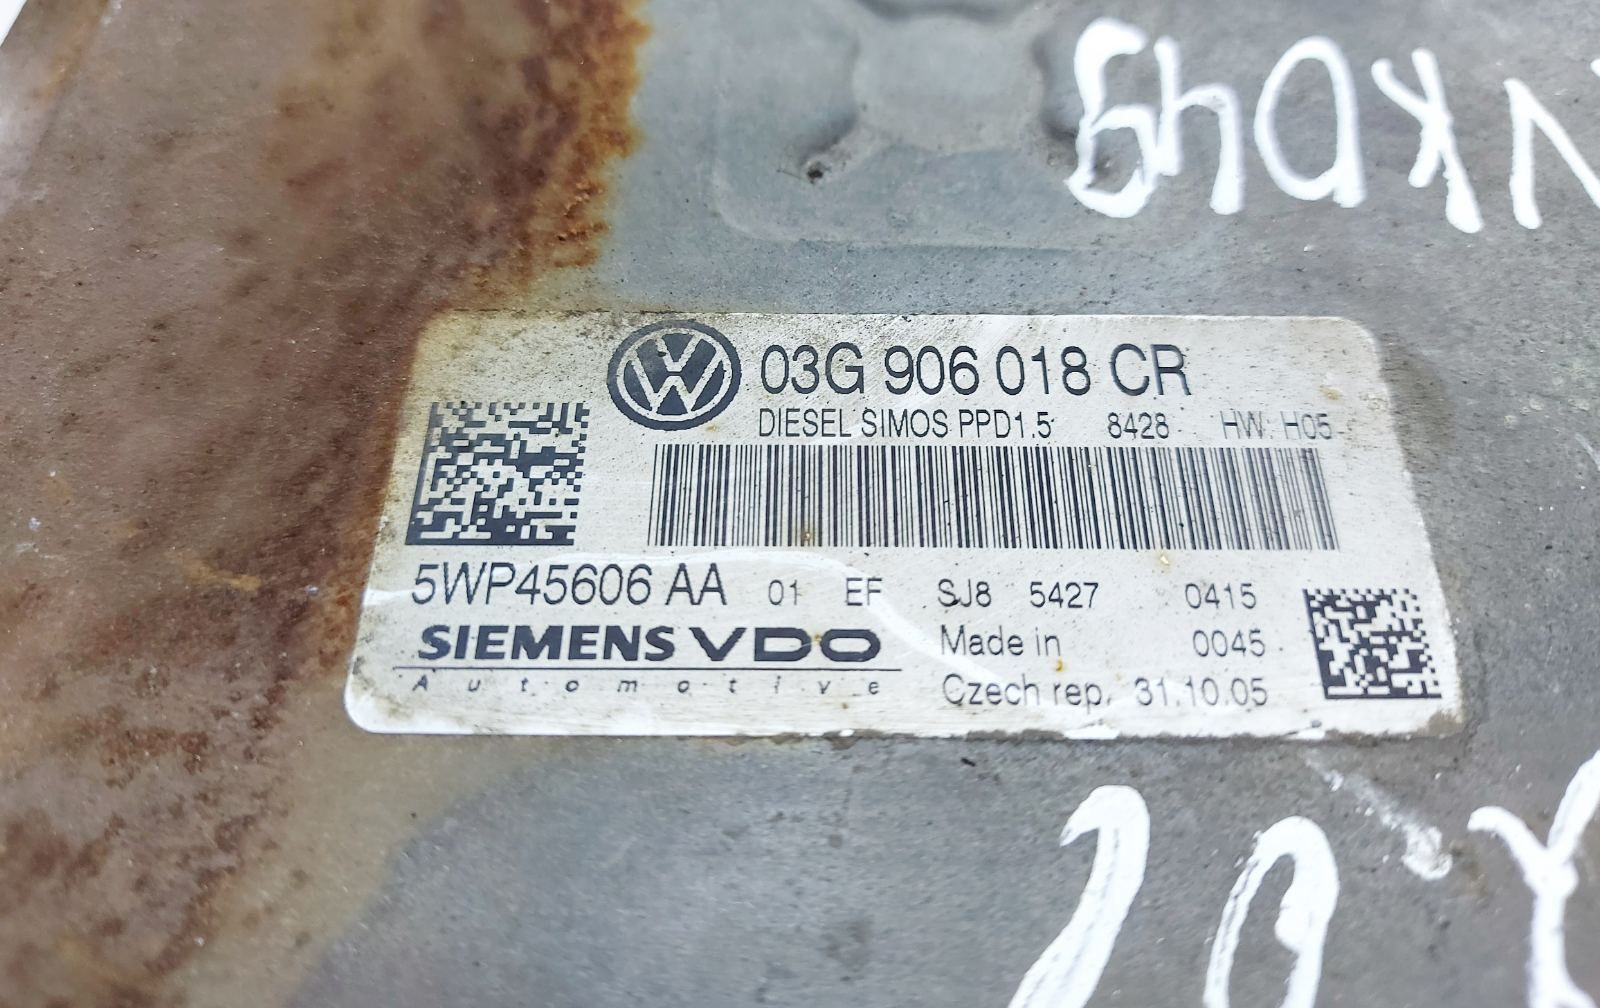 VKD49
03G 906 018 CR
DIESEL SIMOS PPD1.5 8428 HW: H05
5WP45606 AA 01 EF SJ8 5427 0415
SIEMENS VDO
Automotive
Made in 0045
Czech rep. 31.10.05